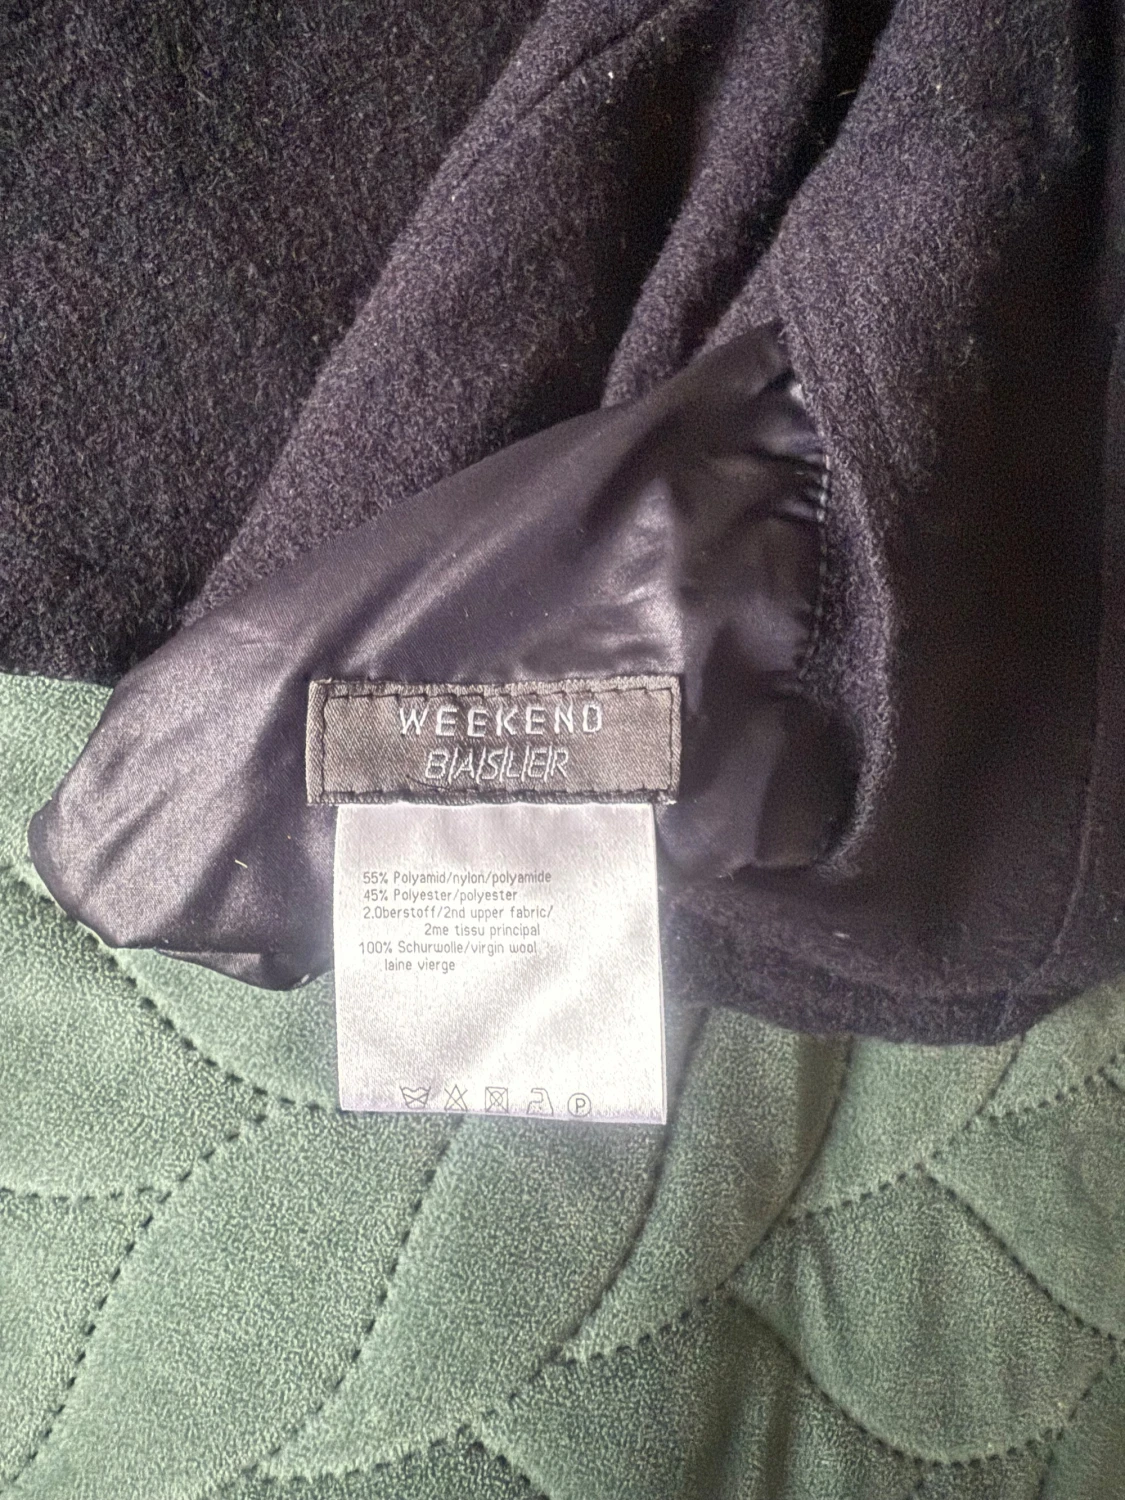 WEEKEND
BASLER
55% Polyamid/nylon/polyamide
45% Polyester/polyester
2.Oberstoff/2nd upper fabric/
2me tissu principal
100% Schurwolle/virgin wool
laine vierge
P